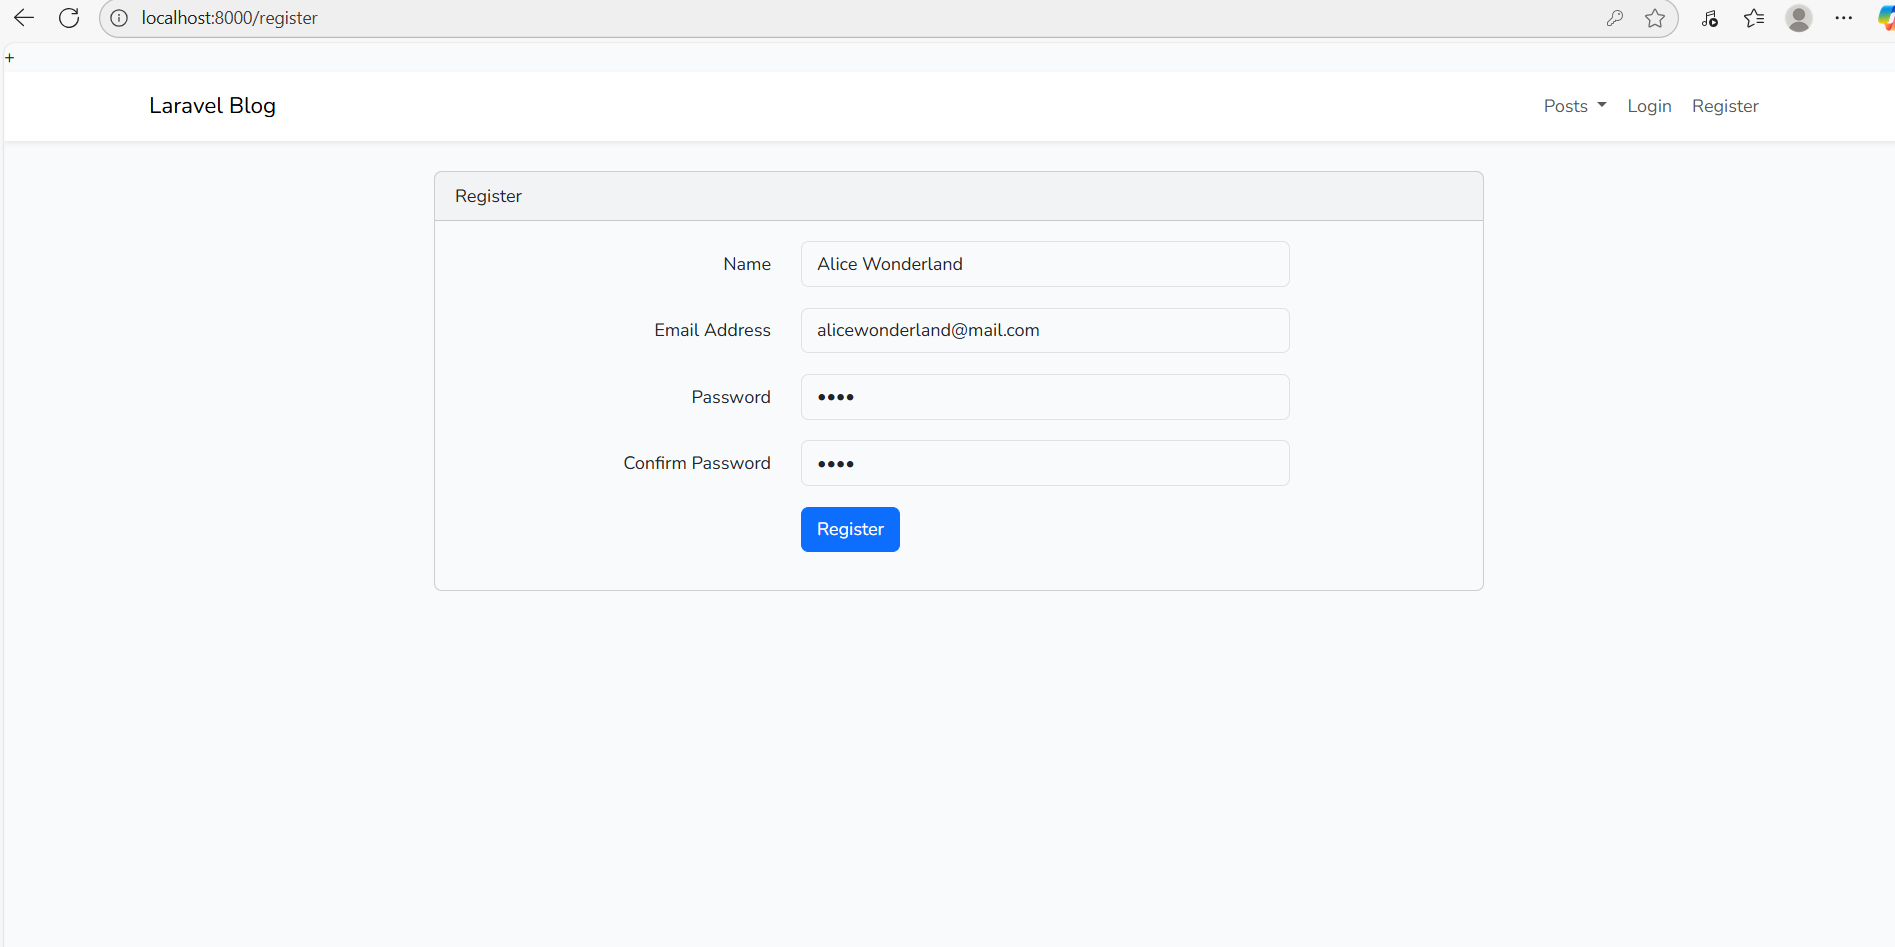 localhost:8000/register
+
Laravel Blog
Posts
Login
Register
Register
Name
Alice Wonderland
Email Address
alicewonderland@mail.com
Password
••••
Confirm Password
••••
Register